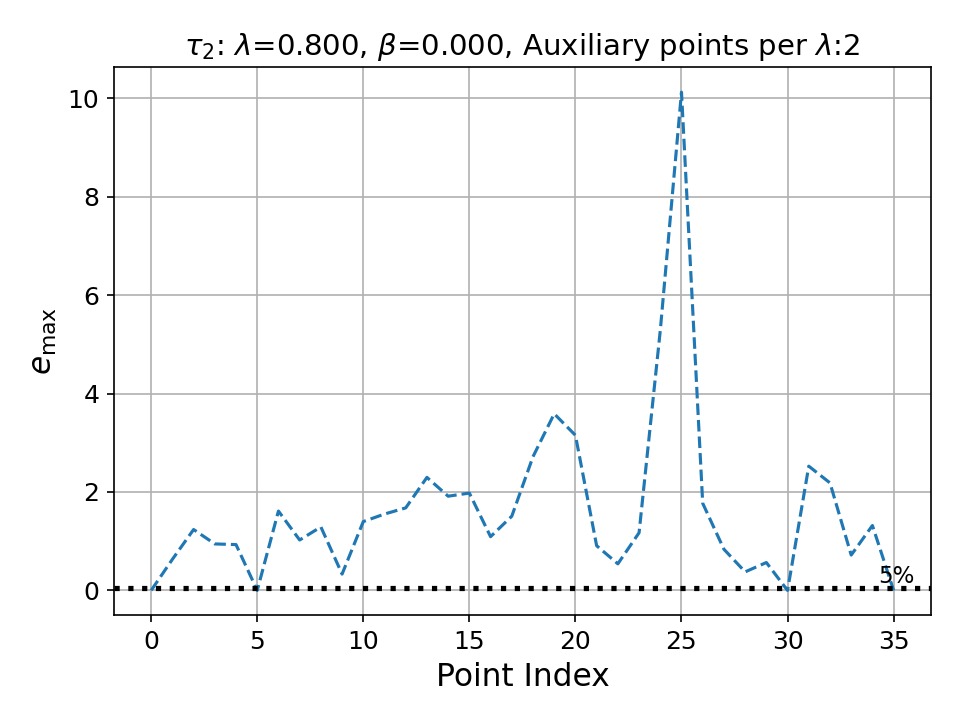 τ₂: λ=0.800, β=0.000, Auxiliary points per λ:2
e_max
10
8
6
4
2
0
5%
0 5 10 15 20 25 30 35
Point Index